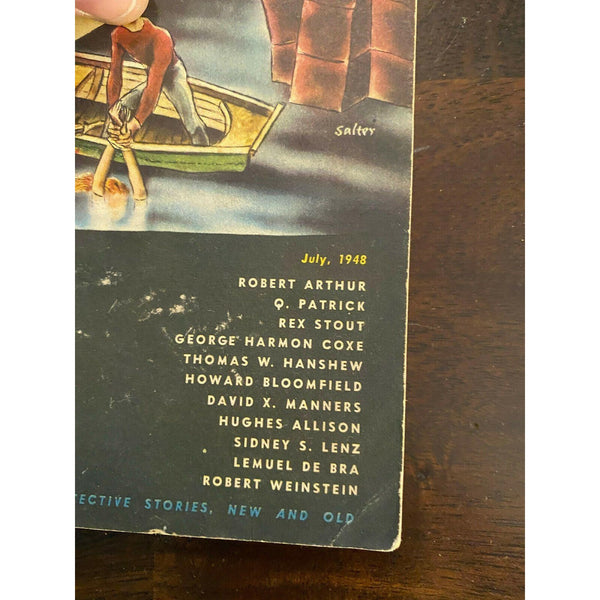 Salter
July, 1948
ROBERT ARTHUR
Q. PATRICK
REX STOUT
GEORGE HARMON COXE
THOMAS W. HANSHEW
HOWARD BLOOMFIELD
DAVID X. MANNERS
HUGHES ALLISON
SIDNEY S. LENZ
LEMUEL DE BRA
ROBERT WEINSTEIN
TECTIVE STORIES, NEW AND OLD